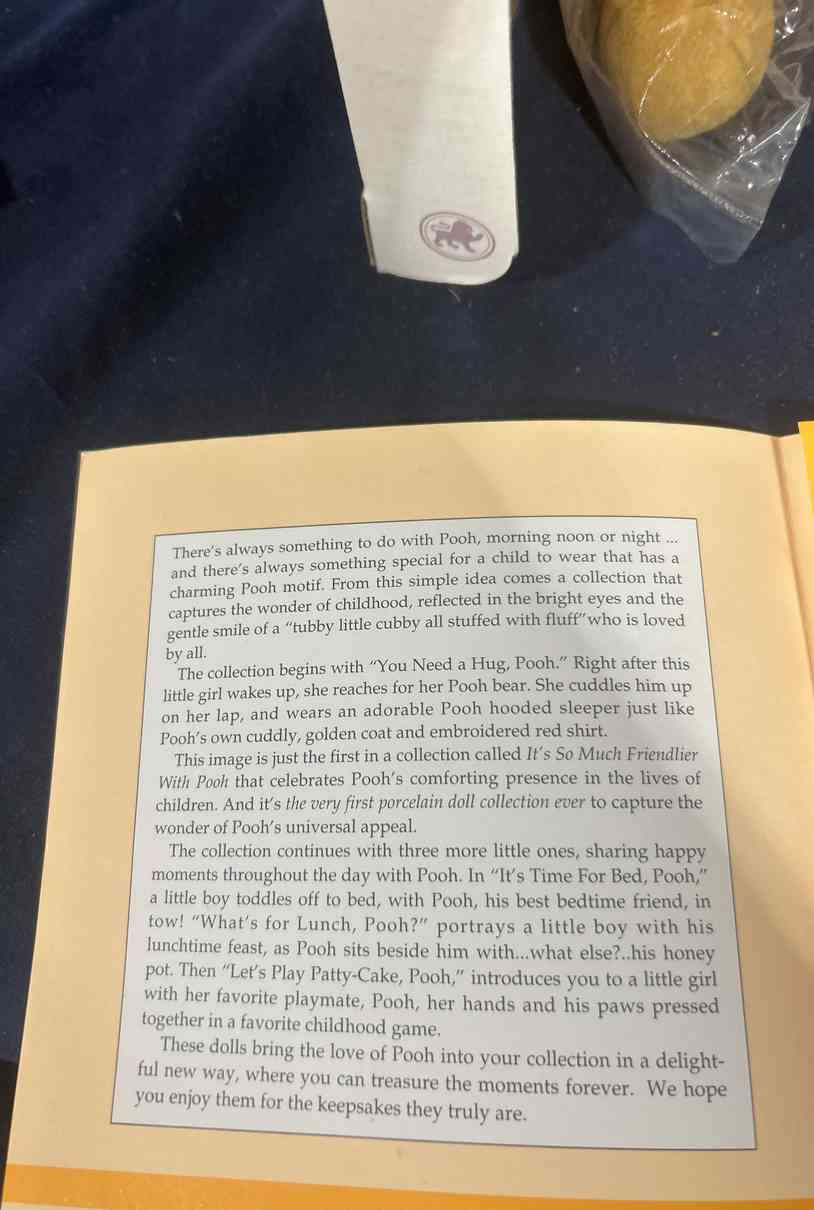 There's always something to do with Pooh, morning noon or night ...
and there's always something special for a child to wear that has a
charming Pooh motif. From this simple idea comes a collection that
captures the wonder of childhood, reflected in the bright eyes and the
gentle smile of a "tubby little cubby all stuffed with fluff"who is loved
by all.
The collection begins with "You Need a Hug, Pooh." Right after this
little girl wakes up, she reaches for her Pooh bear. She cuddles him up
on her lap, and wears an adorable Pooh hooded sleeper just like
Pooh's own cuddly, golden coat and embroidered red shirt.
This image is just the first in a collection called It's So Much Friendlier
With Pooh that celebrates Pooh's comforting presence in the lives of
children. And it's the very first porcelain doll collection ever to capture the
wonder of Pooh's universal appeal.
The collection continues with three more little ones, sharing happy
moments throughout the day with Pooh. In "It's Time For Bed, Pooh,"
a little boy toddles off to bed, with Pooh, his best bedtime friend, in
tow! "What's for Lunch, Pooh?" portrays a little boy with his
lunchtime feast, as Pooh sits beside him with...what else?..his honey
pot. Then "Let's Play Patty-Cake, Pooh," introduces you to a little girl
with her favorite playmate, Pooh, her hands and his paws pressed
together in a favorite childhood game.
These dolls bring the love of Pooh into your collection in a delight-
ful new way, where you can treasure the moments forever. We hope
you enjoy them for the keepsakes they truly are.